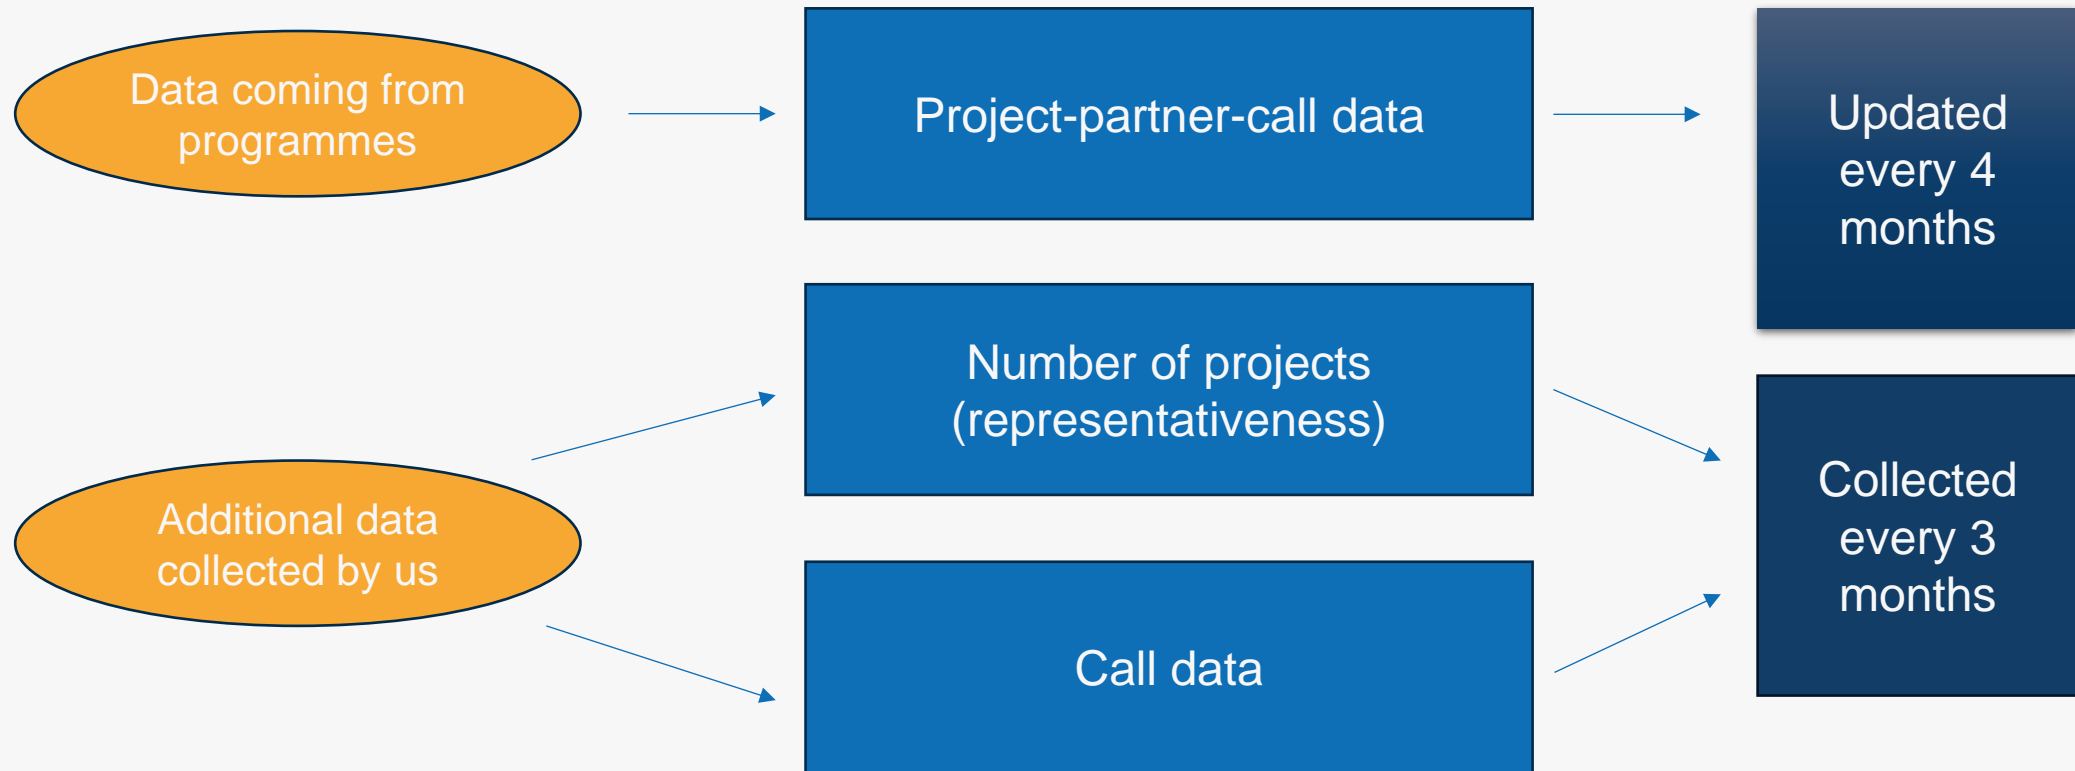 Data coming from
programmes
Project-partner-call data
Updated
every 4
months
Additional data
collected by us
Number of projects
(representativeness)
Call data
Collected
every 3
months